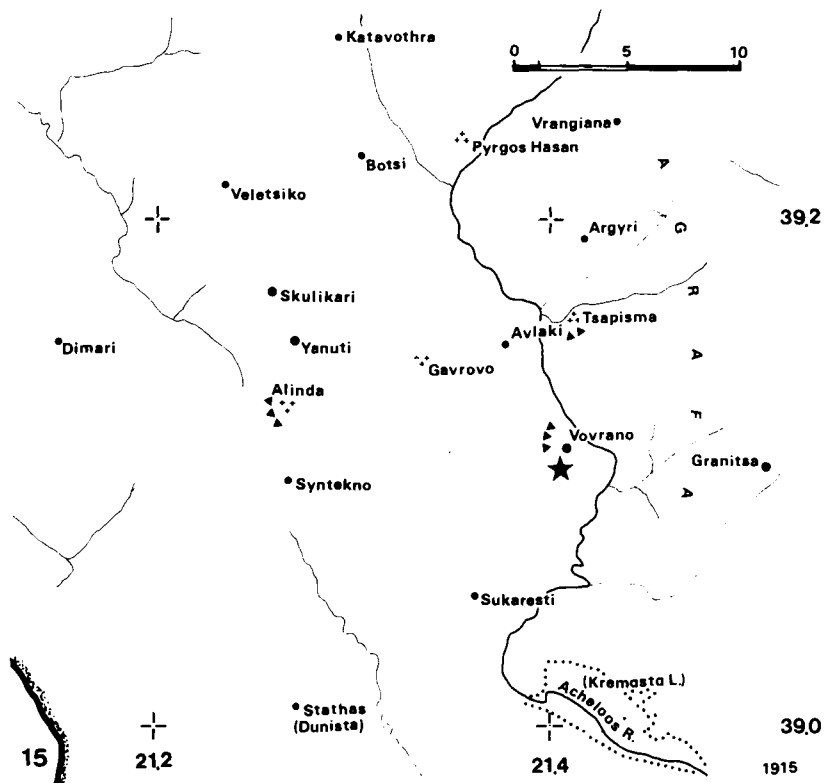 Katavothra
0 5 10
Vrangiana
Pyrgos Hasan
Botsi
Veletsiko
39,2
Argyri
AGRAFA
Skulikari
Tsapisma
Avlaki
Dimari
Yanuti
Gavrovo
Alinda
Vovrano
Granitsa
Syntekno
Sukaresti
(Kremasta L.)
Acheloos R.
Stathas
(Dunista)
39,0
15
21,2
21,4
1915